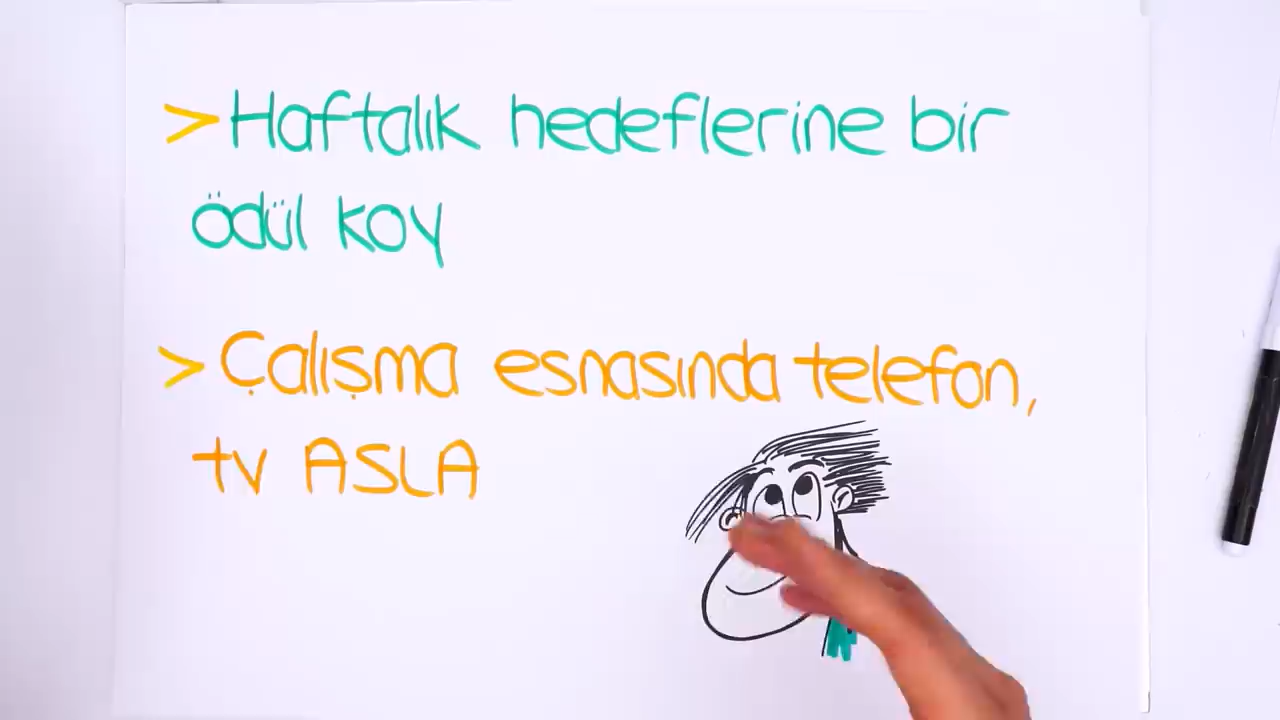 > Haftalık hedeflerine bir
ödül koy
> Çalışma esnasında telefon,
tv ASLA